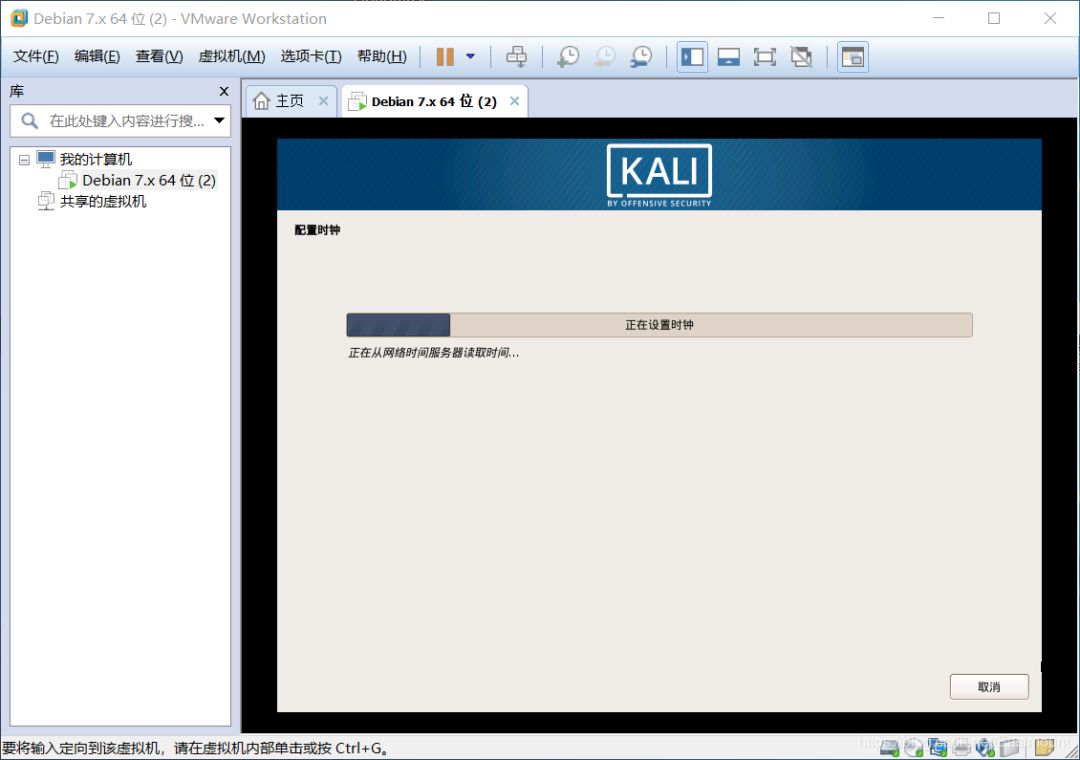 Debian 7.x 64 位 (2) - VMware Workstation
文件(F) 编辑(E) 查看(V) 虚拟机(M) 选项卡(T) 帮助(H)
库
在此处键入内容进行搜...
我的计算机
Debian 7.x 64 位 (2)
共享的虚拟机
主页
Debian 7.x 64 位 (2)
KALI
BY OFFENSIVE SECURITY
配置时钟
正在设置时钟
正在从网络时间服务器读取时间...
取消
要将输入定向到该虚拟机，请在虚拟机内部单击或按 Ctrl+G。